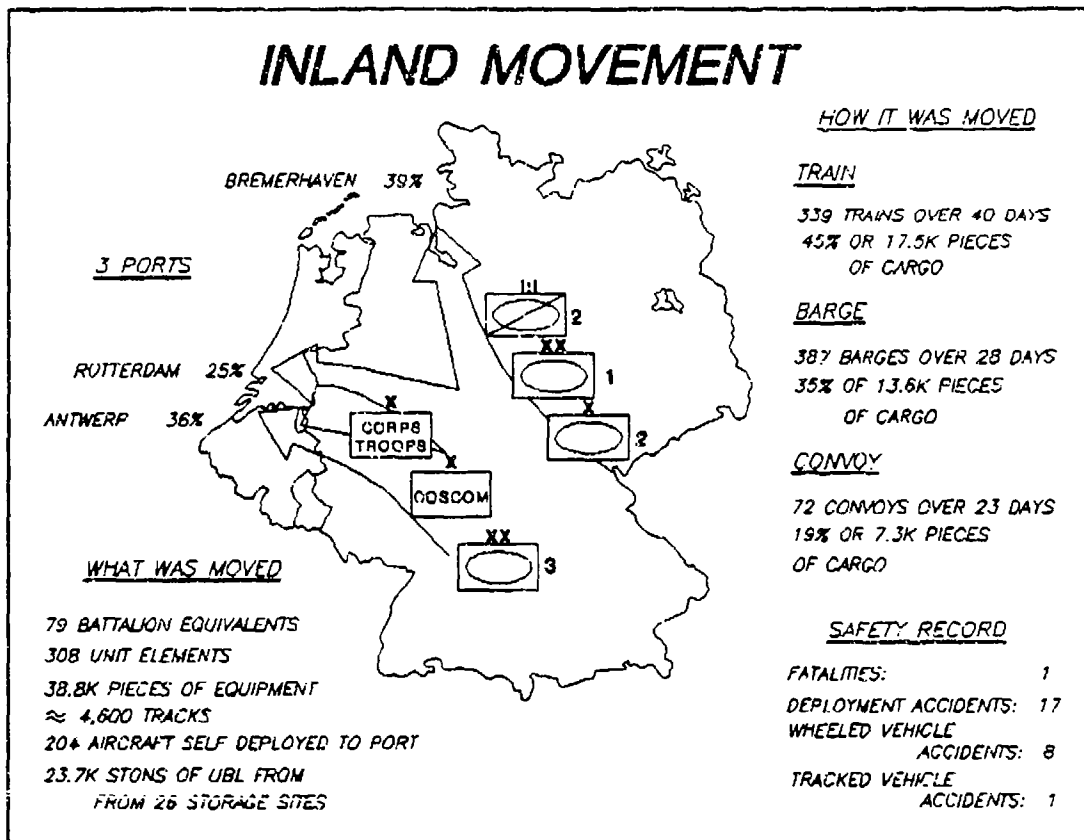 INLAND MOVEMENT
BREMERHAVEN 39%
3 PORTS
ROTTERDAM 25%
ANTWERP 36%
2
XX
1
X
2
X
CORPS
TROOPS
X
COSCOM
XX
3
WHAT WAS MOVED
79 BATTALION EQUIVALENTS
308 UNIT ELEMENTS
38.8K PIECES OF EQUIPMENT
≈ 4,600 TRACKS
204 AIRCRAFT SELF DEPLOYED TO PORT
23.7K STONS OF UBL FROM
FROM 26 STORAGE SITES
HOW IT WAS MOVED
TRAIN
339 TRAINS OVER 40 DAYS
45% OR 17.5K PIECES
OF CARGO
BARGE
387 BARGES OVER 28 DAYS
35% OF 13.6K PIECES
OF CARGO
CONVOY
72 CONVOYS OVER 23 DAYS
19% OR 7.3K PIECES
OF CARGO
SAFETY RECORD
FATALITIES: 1
DEPLOYMENT ACCIDENTS: 17
WHEELED VEHICLE
ACCIDENTS: 8
TRACKED VEHICLE
ACCIDENTS: 1